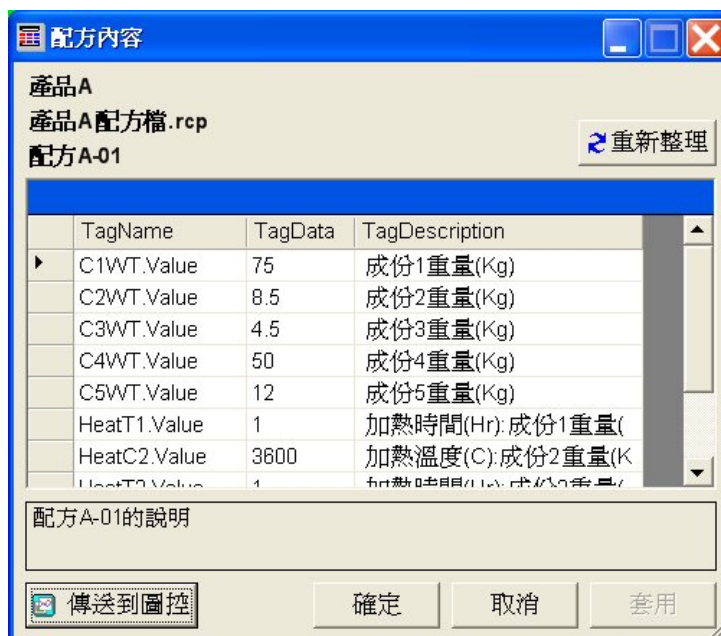 配方內容
產品A
產品A配方檔.rcp
配方A-01
重新整理
TagName TagData TagDescription
C1WT.Value 75 成份1重量(Kg)
C2WT.Value 8.5 成份2重量(Kg)
C3WT.Value 4.5 成份3重量(Kg)
C4WT.Value 50 成份4重量(Kg)
C5WT.Value 12 成份5重量(Kg)
HeatT1.Value 1 加熱時間(Hr):成份1重量(
HeatC2.Value 3600 加熱溫度(C):成份2重量(K
配方A-01的說明
傳送到圖控 確定 取消 套用